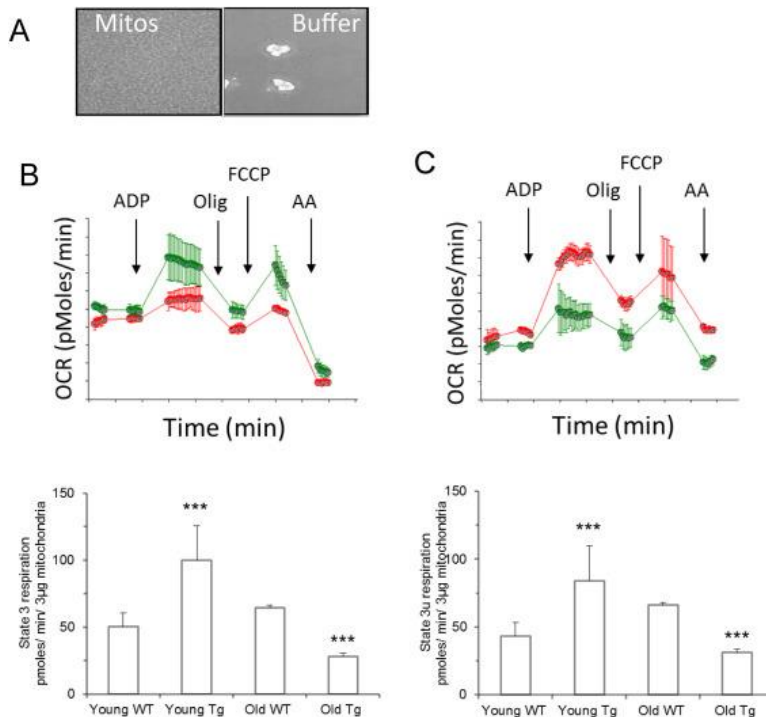 A
Mitos
Buffer
B
ADP
Olig
FCCP
AA
OCR (pMoles/min)
Time (min)
C
ADP
Olig
FCCP
AA
OCR (pMoles/min)
Time (min)
State 3 respiration
pmoles/ min/ 3µg mitochondria
150
100
50
0
***
***
Young WT
Young Tg
Old WT
Old Tg
State 3u respiration
pmoles/ min/ 3µg mitochondria
150
100
50
0
***
***
Young WT
Young Tg
Old WT
Old Tg